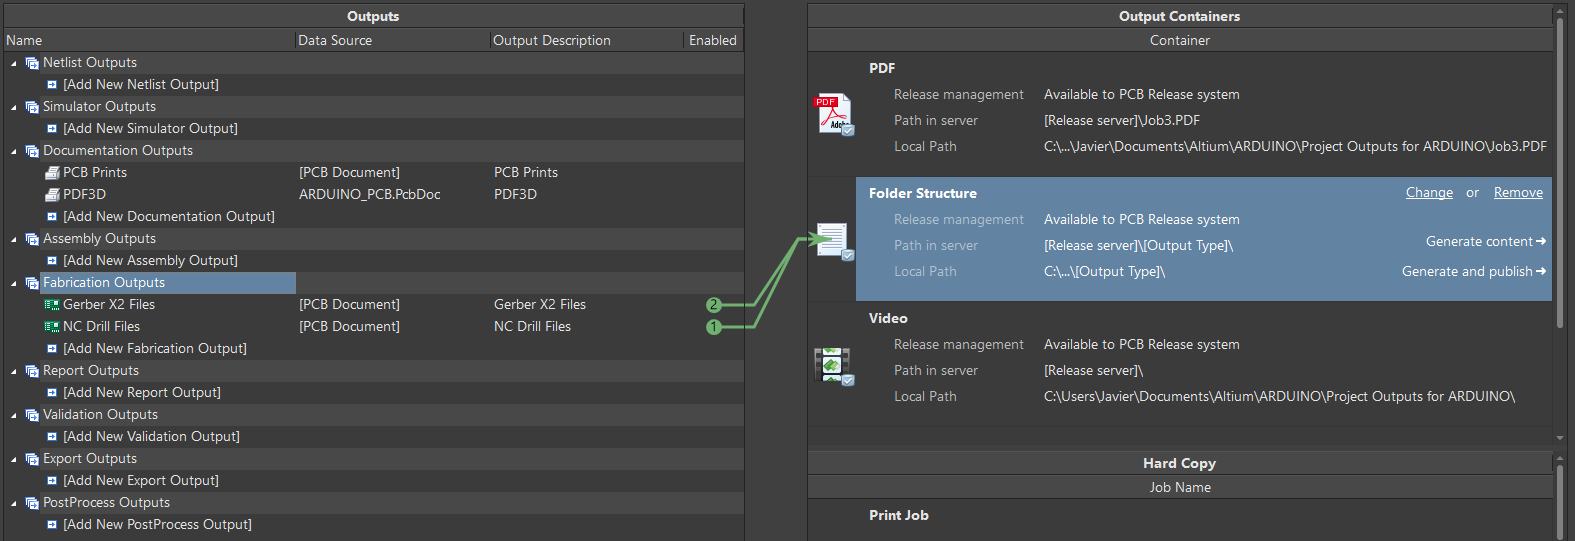 Outputs
Name Data Source Output Description Enabled
Netlist Outputs
[Add New Netlist Output]
Simulator Outputs
[Add New Simulator Output]
Documentation Outputs
PCB Prints [PCB Document] PCB Prints
PDF3D ARDUINO_PCB.PcbDoc PDF3D
[Add New Documentation Output]
Assembly Outputs
[Add New Assembly Output]
Fabrication Outputs
Gerber X2 Files [PCB Document] Gerber X2 Files 2
NC Drill Files [PCB Document] NC Drill Files 1
[Add New Fabrication Output]
Report Outputs
[Add New Report Output]
Validation Outputs
[Add New Validation Output]
Export Outputs
[Add New Export Output]
PostProcess Outputs
[Add New PostProcess Output]
Output Containers
Container
PDF
PDF
Adobe
Release management Available to PCB Release system
Path in server [Release server]\Job3.PDF
Local Path C:\...\Javier\Documents\Altium\ARDUINO\Project Outputs for ARDUINO\Job3.PDF
Folder Structure Change or Remove
Release management Available to PCB Release system
Path in server [Release server]\[Output Type]\ Generate content
Local Path C:\...\[Output Type]\ Generate and publish
Video
Release management Available to PCB Release system
Path in server [Release server]\
Local Path C:\Users\Javier\Documents\Altium\ARDUINO\Project Outputs for ARDUINO\
Hard Copy
Job Name
Print Job